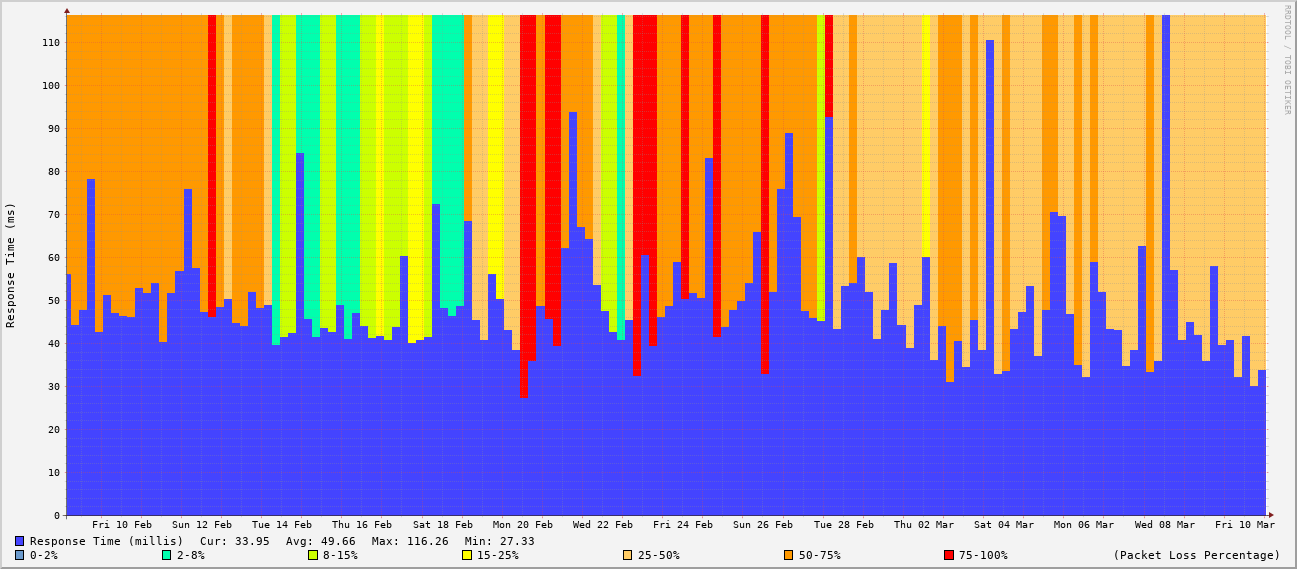 RRDTOOL / TOBI OETIKER
Response Time (ms)
110
100
90
80
70
60
50
40
30
20
10
0
Fri 10 Feb Sun 12 Feb Tue 14 Feb Thu 16 Feb Sat 18 Feb Mon 20 Feb Wed 22 Feb Fri 24 Feb Sun 26 Feb Tue 28 Feb Thu 02 Mar Sat 04 Mar Mon 06 Mar Wed 08 Mar Fri 10 Mar
Response Time (millis) Cur: 33.95 Avg: 49.66 Max: 116.26 Min: 27.33
0-2% 2-8% 8-15% 15-25% 25-50% 50-75% 75-100% (Packet Loss Percentage)